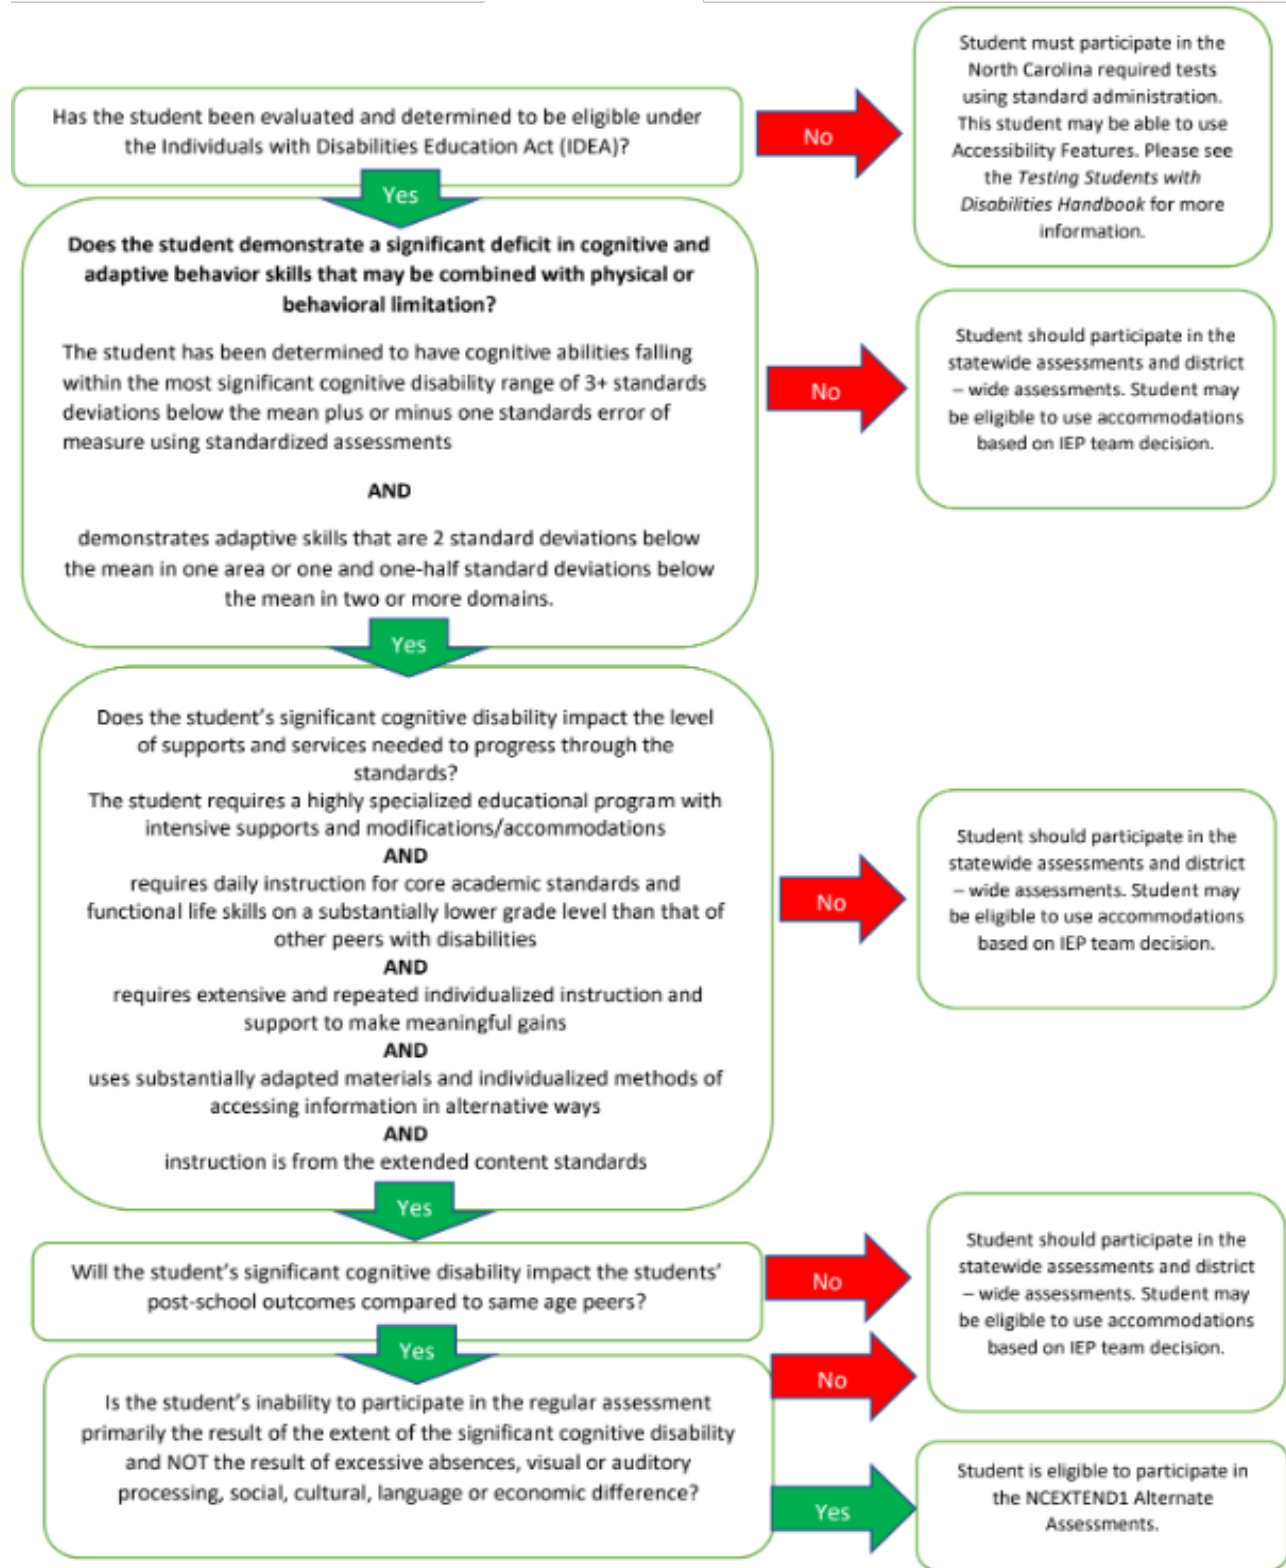 Has the student been evaluated and determined to be eligible under
the Individuals with Disabilities Education Act (IDEA)?
No
Student must participate in the
North Carolina required tests
using standard administration.
This student may be able to use
Accessibility Features. Please see
the Testing Students with
Disabilities Handbook for more
information.
Yes
Does the student demonstrate a significant deficit in cognitive and
adaptive behavior skills that may be combined with physical or
behavioral limitation?
The student has been determined to have cognitive abilities falling
within the most significant cognitive disability range of 3+ standards
deviations below the mean plus or minus one standards error of
measure using standardized assessments
AND
demonstrates adaptive skills that are 2 standard deviations below
the mean in one area or one and one-half standard deviations below
the mean in two or more domains.
No
Student should participate in the
statewide assessments and district
– wide assessments. Student may
be eligible to use accommodations
based on IEP team decision.
Yes
Does the student’s significant cognitive disability impact the level
of supports and services needed to progress through the
standards?
The student requires a highly specialized educational program with
intensive supports and modifications/accommodations
AND
requires daily instruction for core academic standards and
functional life skills on a substantially lower grade level than that of
other peers with disabilities
AND
requires extensive and repeated individualized instruction and
support to make meaningful gains
AND
uses substantially adapted materials and individualized methods of
accessing information in alternative ways
AND
instruction is from the extended content standards
No
Student should participate in the
statewide assessments and district
– wide assessments. Student may
be eligible to use accommodations
based on IEP team decision.
Yes
Will the student’s significant cognitive disability impact the students’
post-school outcomes compared to same age peers?
No
Student should participate in the
statewide assessments and district
– wide assessments. Student may
be eligible to use accommodations
based on IEP team decision.
Yes
Is the student’s inability to participate in the regular assessment
primarily the result of the extent of the significant cognitive disability
and NOT the result of excessive absences, visual or auditory
processing, social, cultural, language or economic difference?
No
Yes
Student is eligible to participate in
the NCEXTEND1 Alternate
Assessments.